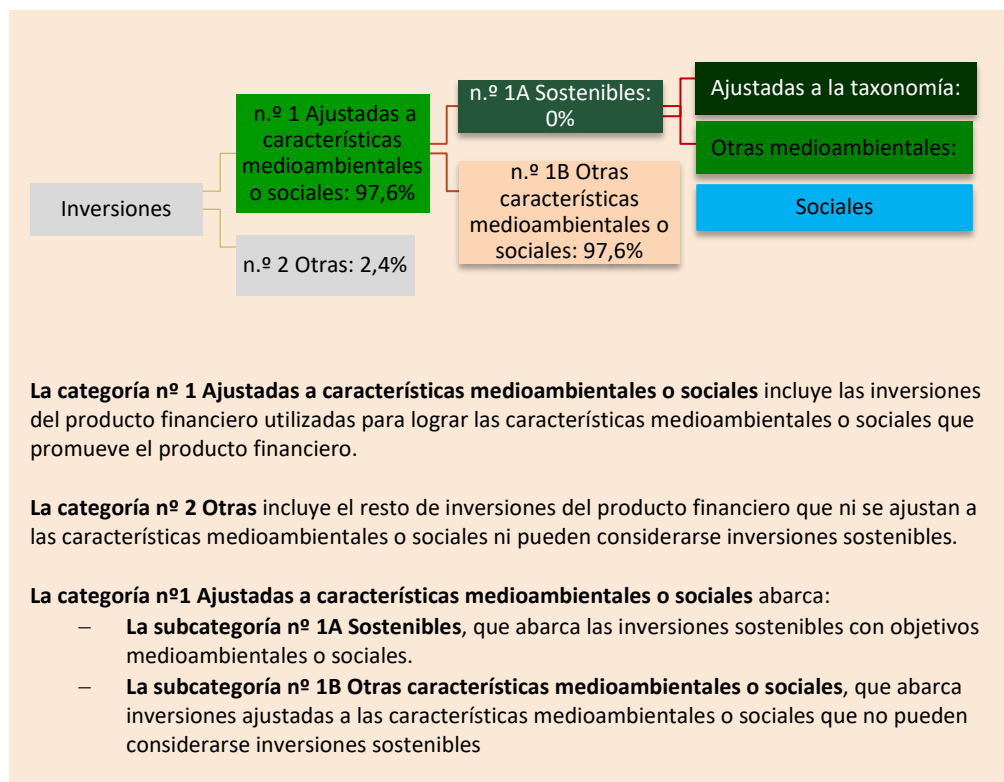 Inversiones
n.º 1 Ajustadas a
características
medioambientales
o sociales: 97,6%
n.º 2 Otras: 2,4%
n.º 1A Sostenibles:
0%
n.º 1B Otras
características
medioambientales o
sociales: 97,6%
Ajustadas a la taxonomía:
Otras medioambientales:
Sociales
La categoría nº 1 Ajustadas a características medioambientales o sociales incluye las inversiones
del producto financiero utilizadas para lograr las características medioambientales o sociales que
promueve el producto financiero.
La categoría nº 2 Otras incluye el resto de inversiones del producto financiero que ni se ajustan a
las características medioambientales o sociales ni pueden considerarse inversiones sostenibles.
La categoría nº1 Ajustadas a características medioambientales o sociales abarca:
– La subcategoría nº 1A Sostenibles, que abarca las inversiones sostenibles con objetivos
medioambientales o sociales.
– La subcategoría nº 1B Otras características medioambientales o sociales, que abarca
inversiones ajustadas a las características medioambientales o sociales que no pueden
considerarse inversiones sostenibles